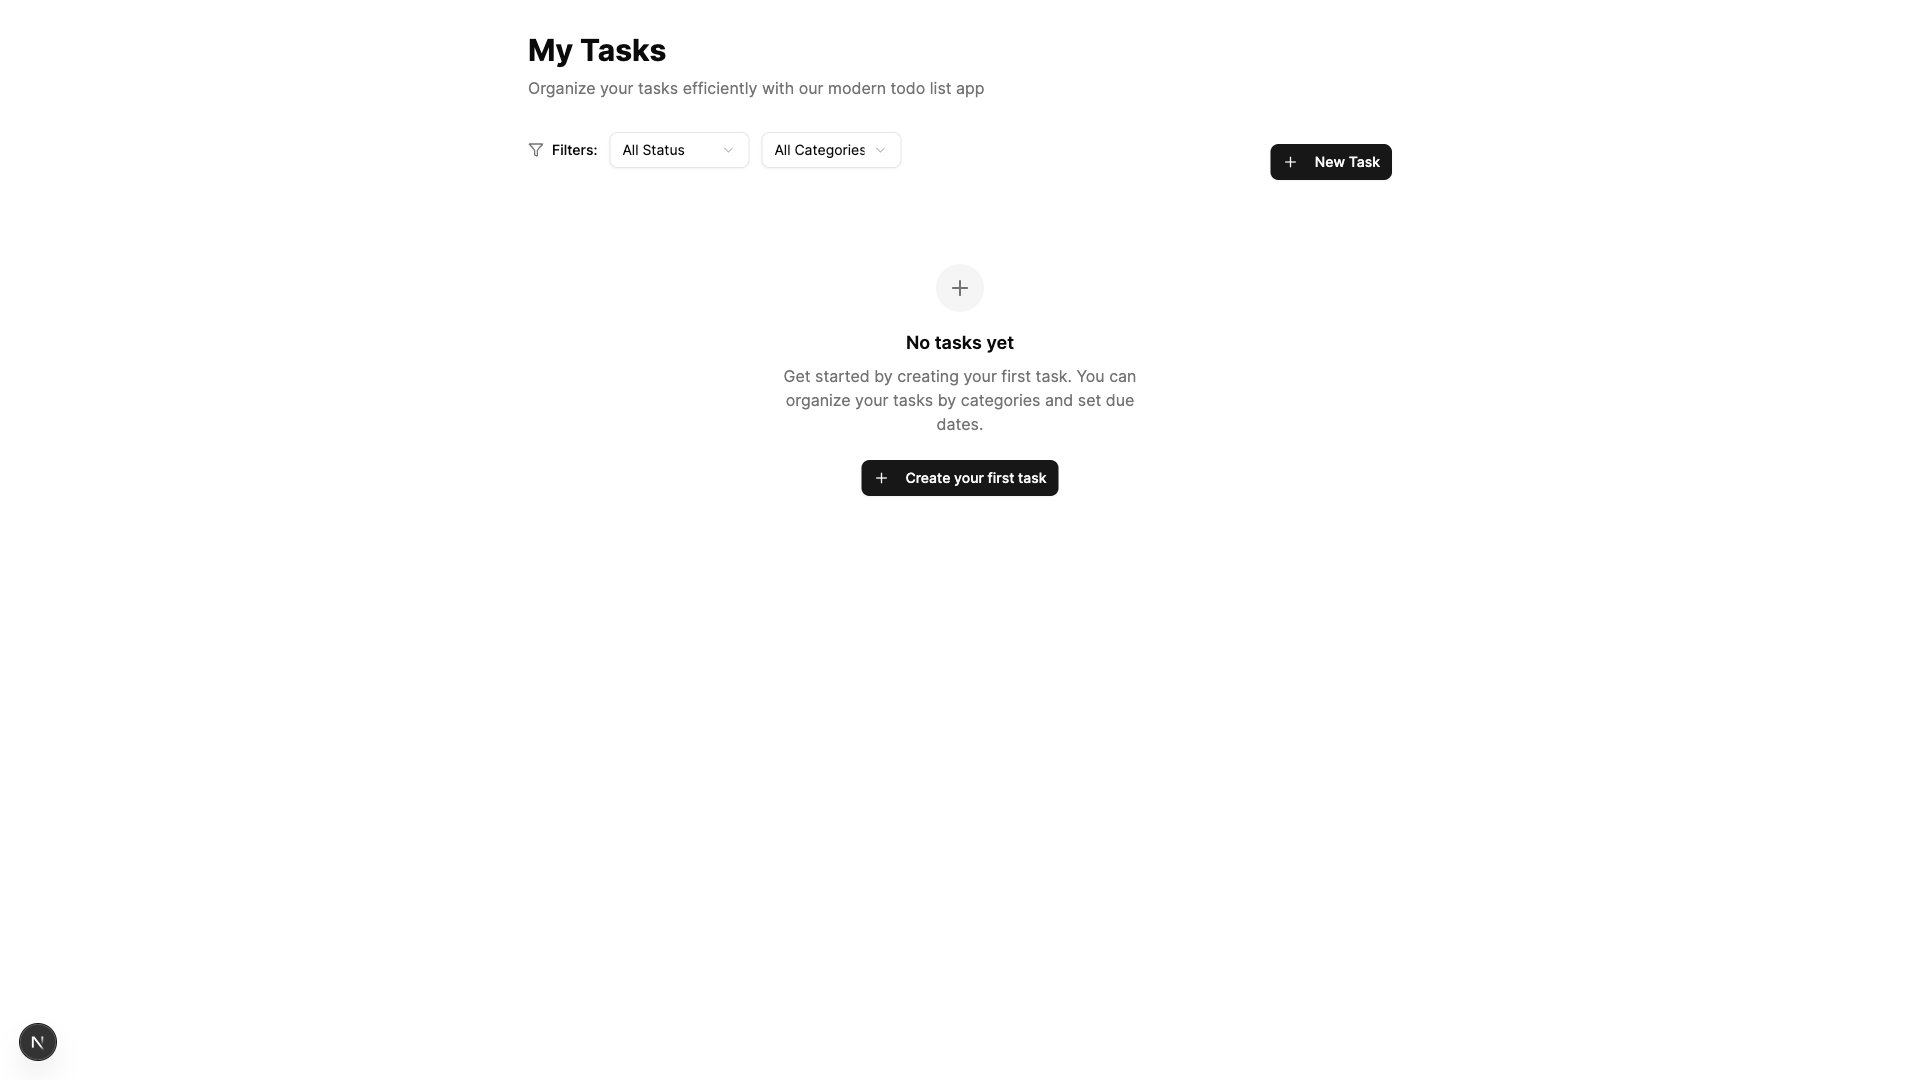 My Tasks
Organize your tasks efficiently with our modern todo list app
Filters:
All Status
All Categories
New Task
No tasks yet
Get started by creating your first task. You can
organize your tasks by categories and set due
dates.
Create your first task
N